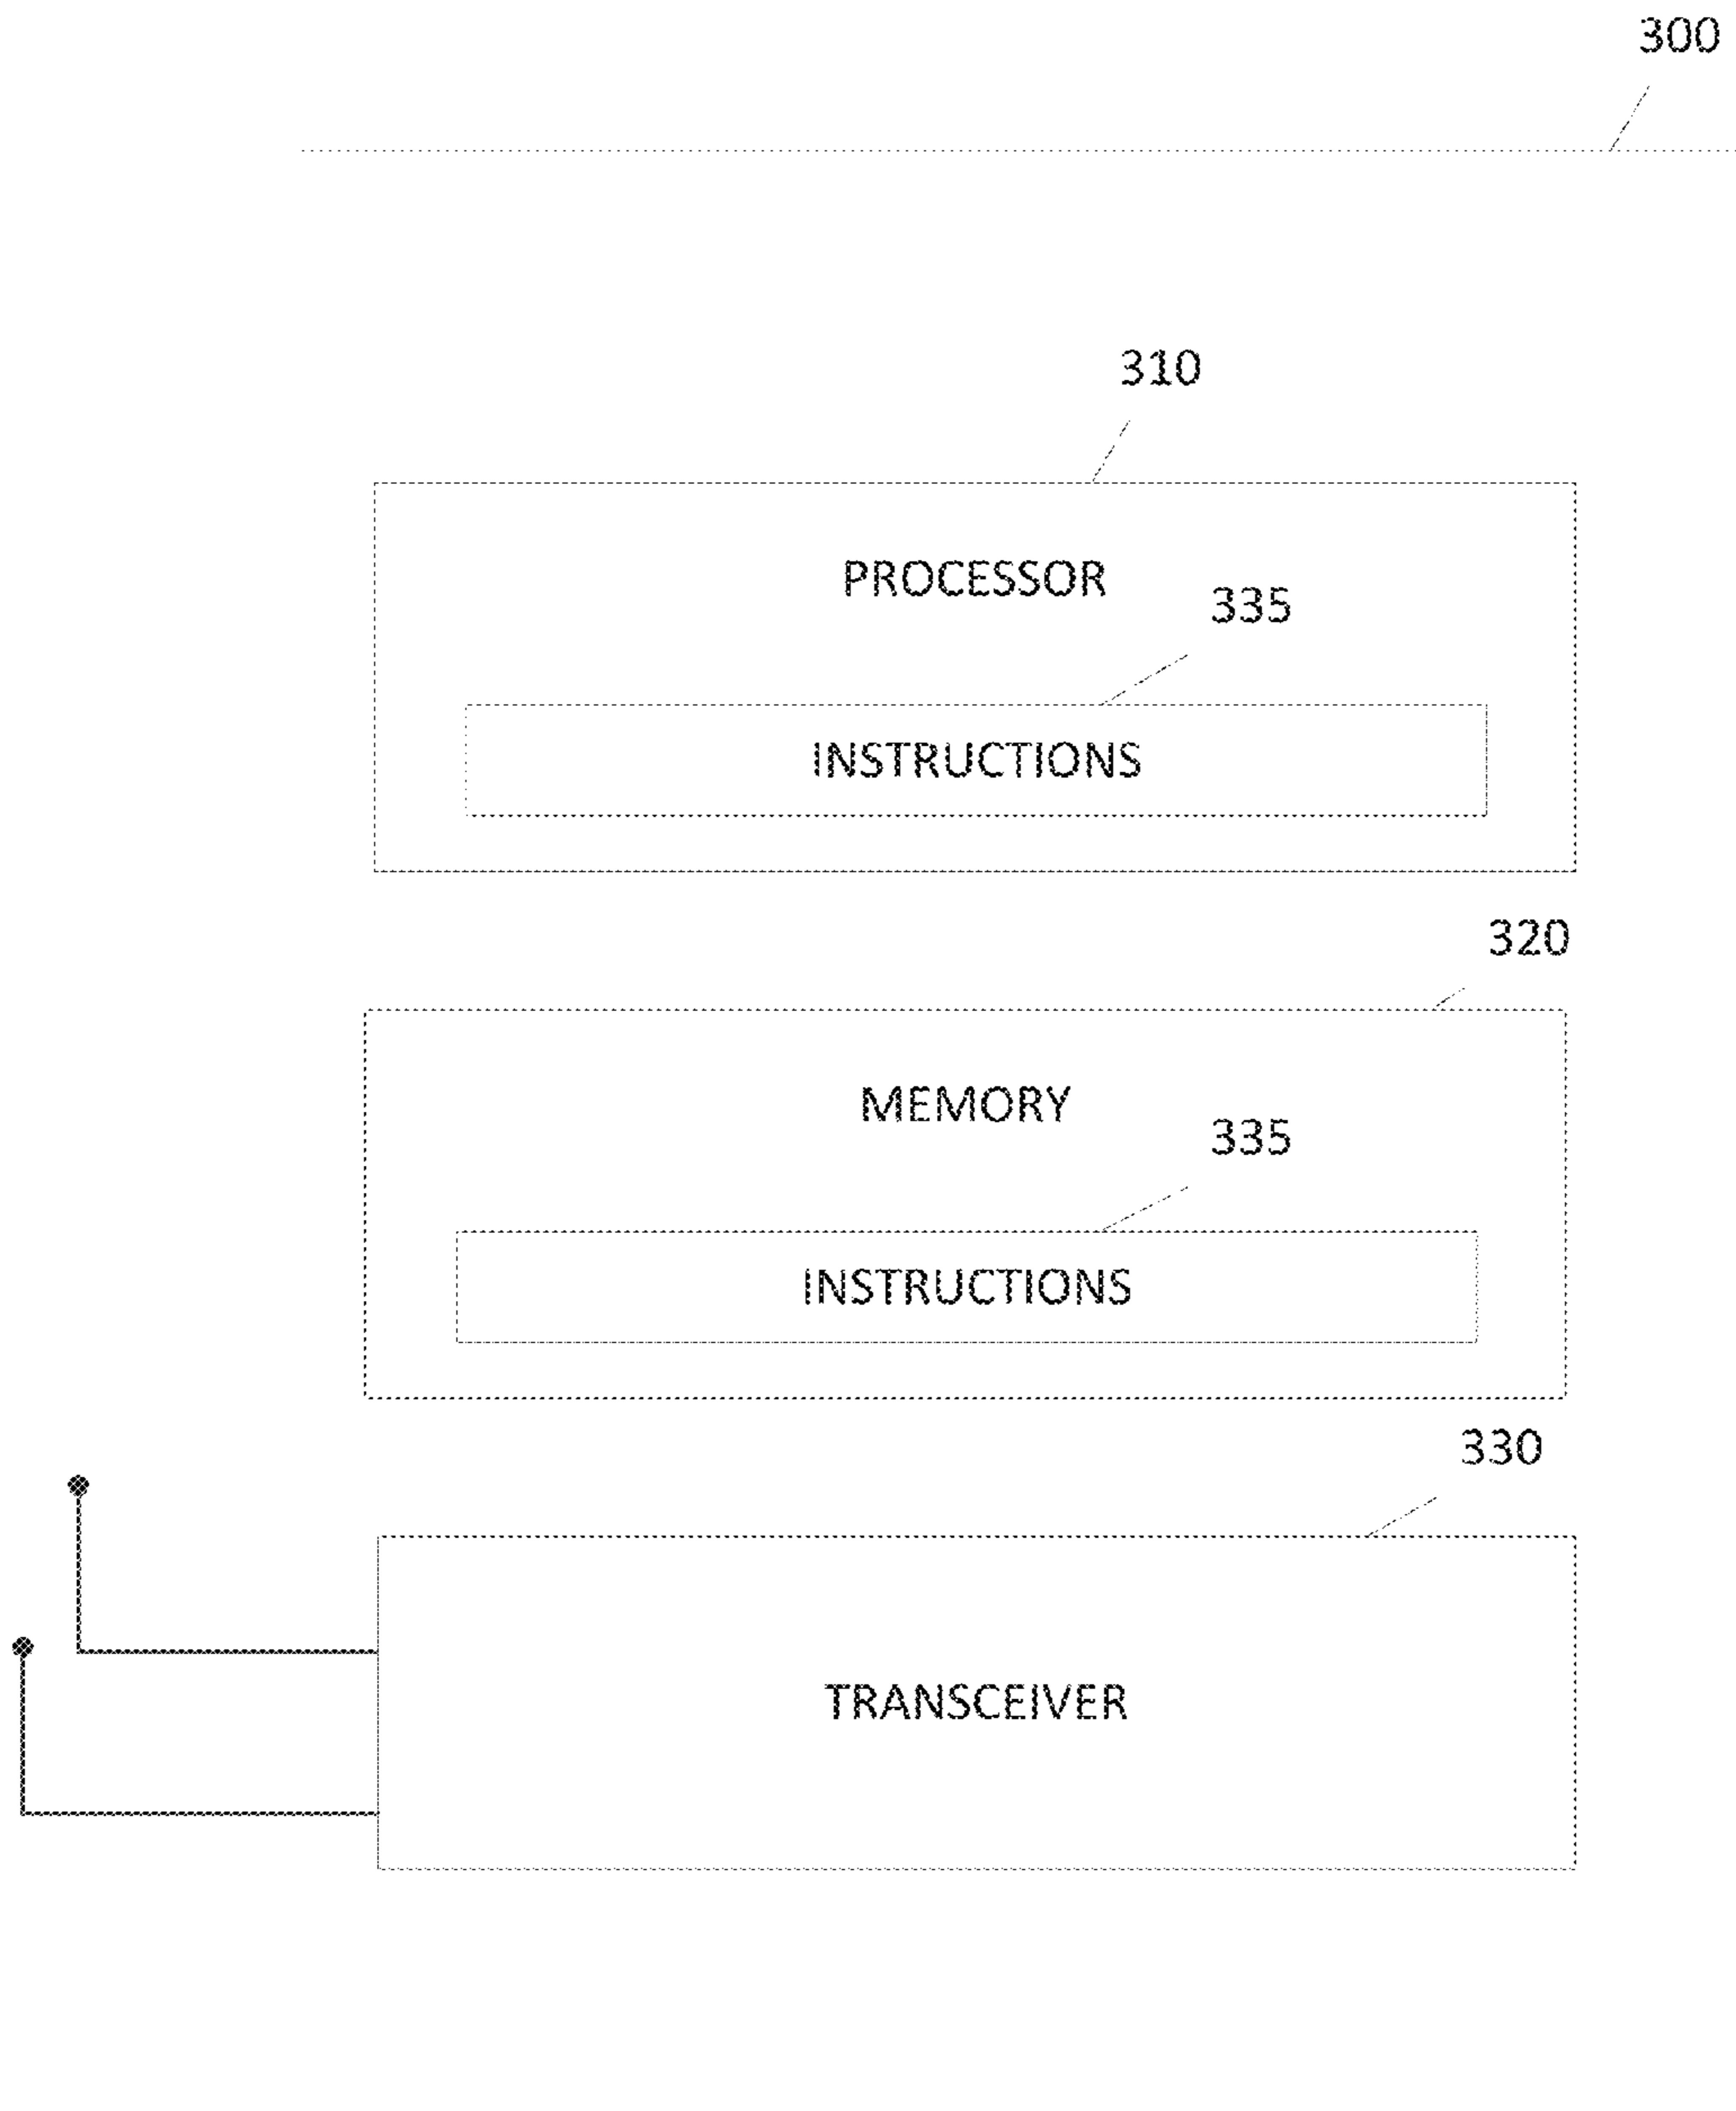 300
310
PROCESSOR
335
INSTRUCTIONS
320
MEMORY
335
INSTRUCTIONS
330
TRANSCEIVER